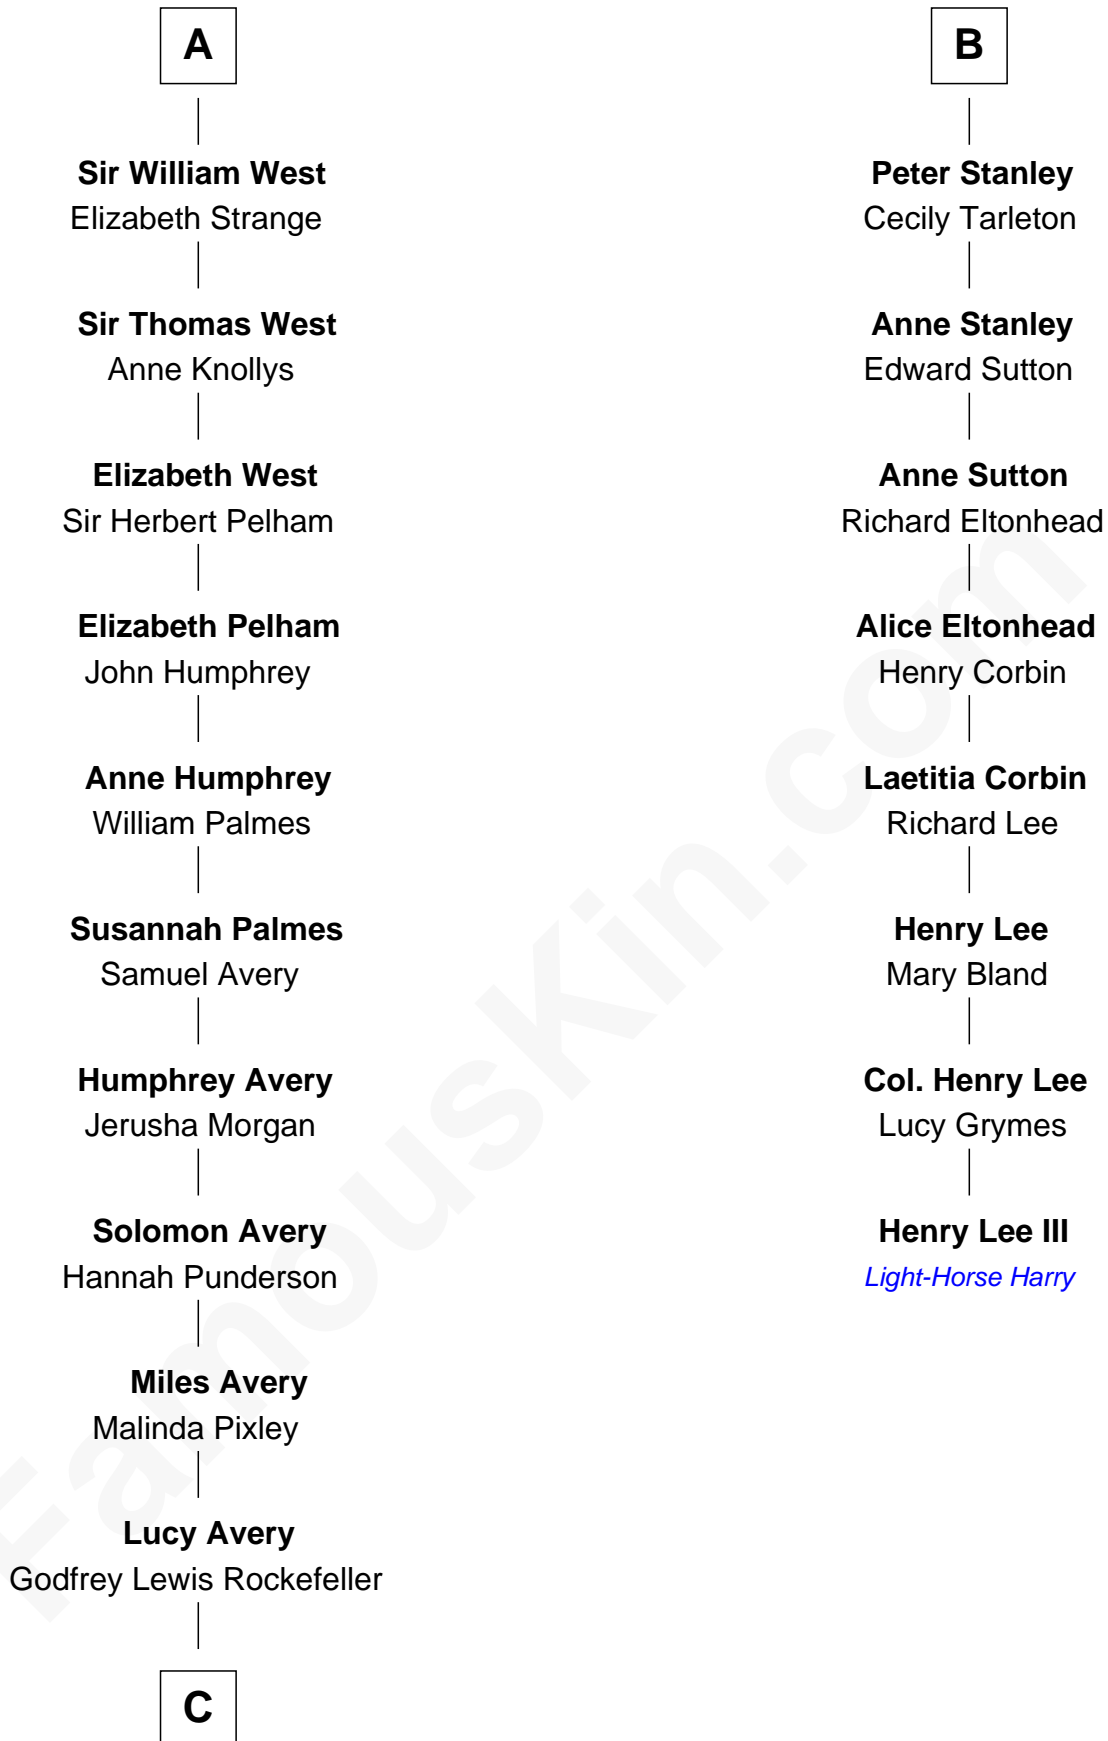 A
Sir William West
Elizabeth Strange
Sir Thomas West
Anne Knollys
Elizabeth West
Sir Herbert Pelham
Elizabeth Pelham
John Humphrey
Anne Humphrey
William Palmes
Susannah Palmes
Samuel Avery
Humphrey Avery
Jerusha Morgan
Solomon Avery
Hannah Punderson
Miles Avery
Malinda Pixley
Lucy Avery
Godfrey Lewis Rockefeller
C
B
Peter Stanley
Cecily Tarleton
Anne Stanley
Edward Sutton
Anne Sutton
Richard Eltonhead
Alice Eltonhead
Henry Corbin
Laetitia Corbin
Richard Lee
Henry Lee
Mary Bland
Col. Henry Lee
Lucy Grymes
Henry Lee III
Light-Horse Harry
FamousKin.com